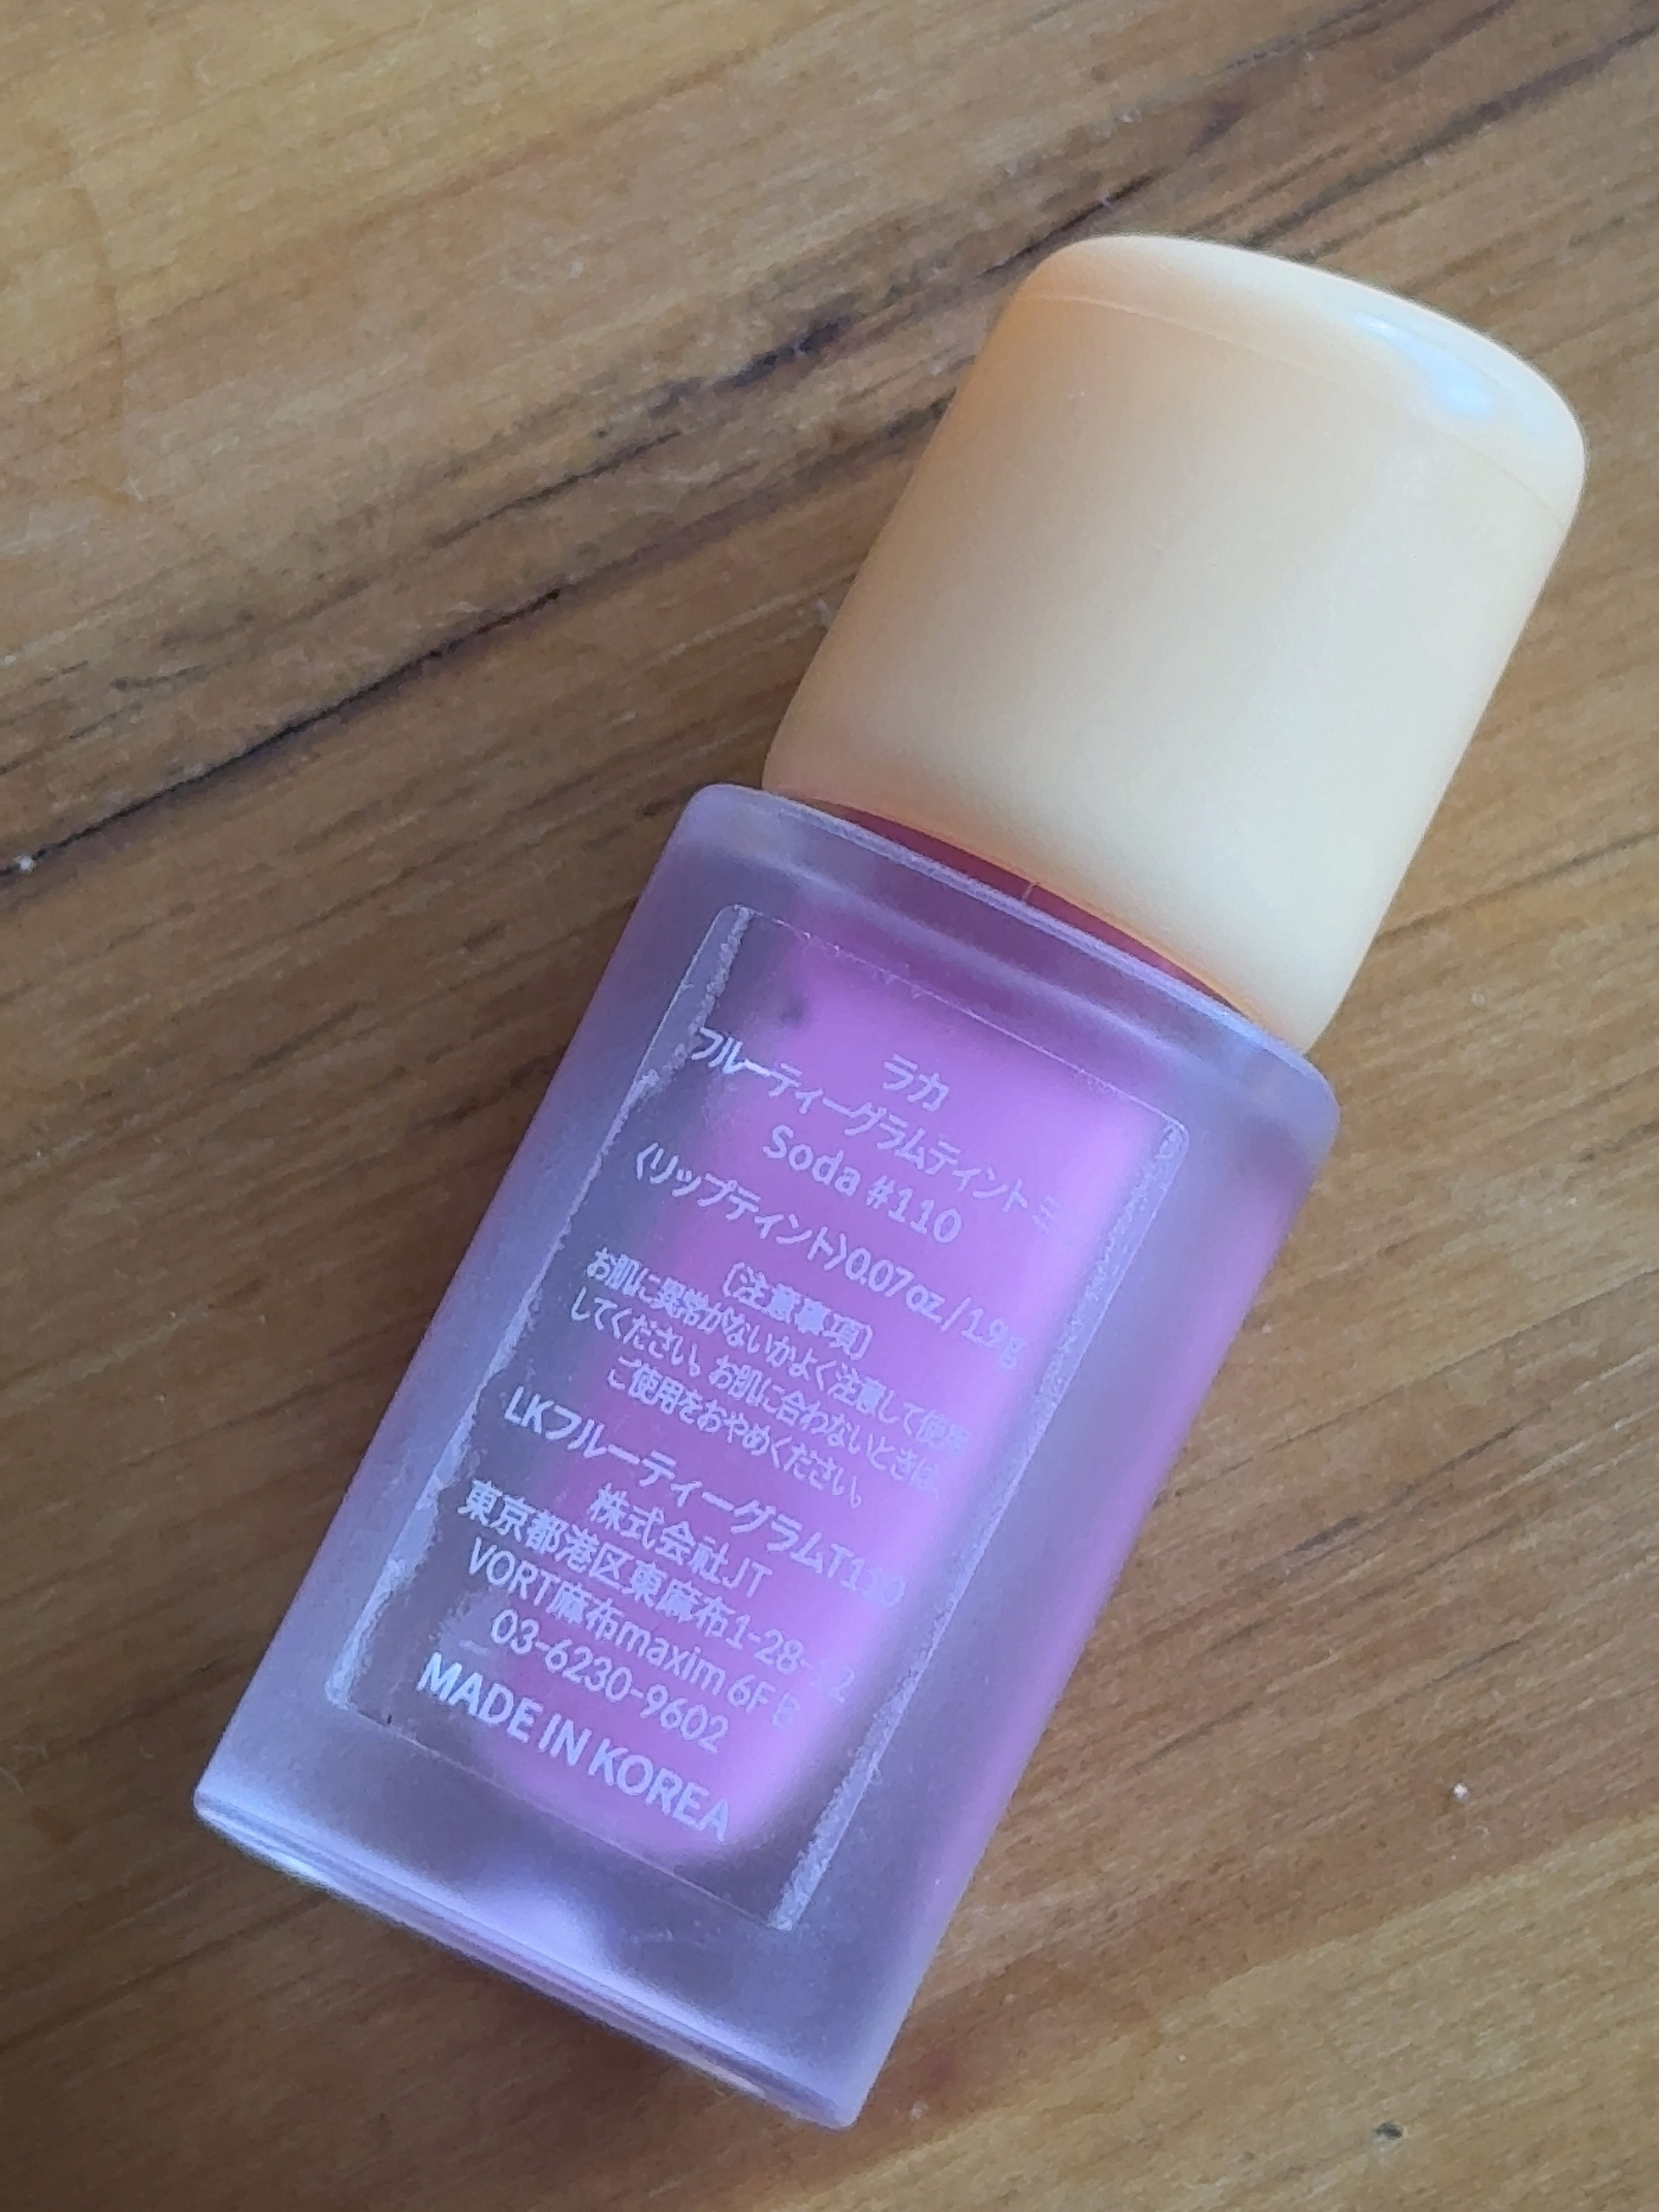 ラカ
フルーティーグラムティント ミ
Soda #110
〈リップティント〉0.07oz/1.9g
〔注意事項〕
お肌に異常がないかよく注意して使用
してください。お肌に合わないときは、
ご使用をおやめください。
LKフルーティーグラムT110
株式会社JT
東京都港区東麻布1-28-12
VORT麻布maxim 6F B
03-6230-9602
MADE IN KOREA